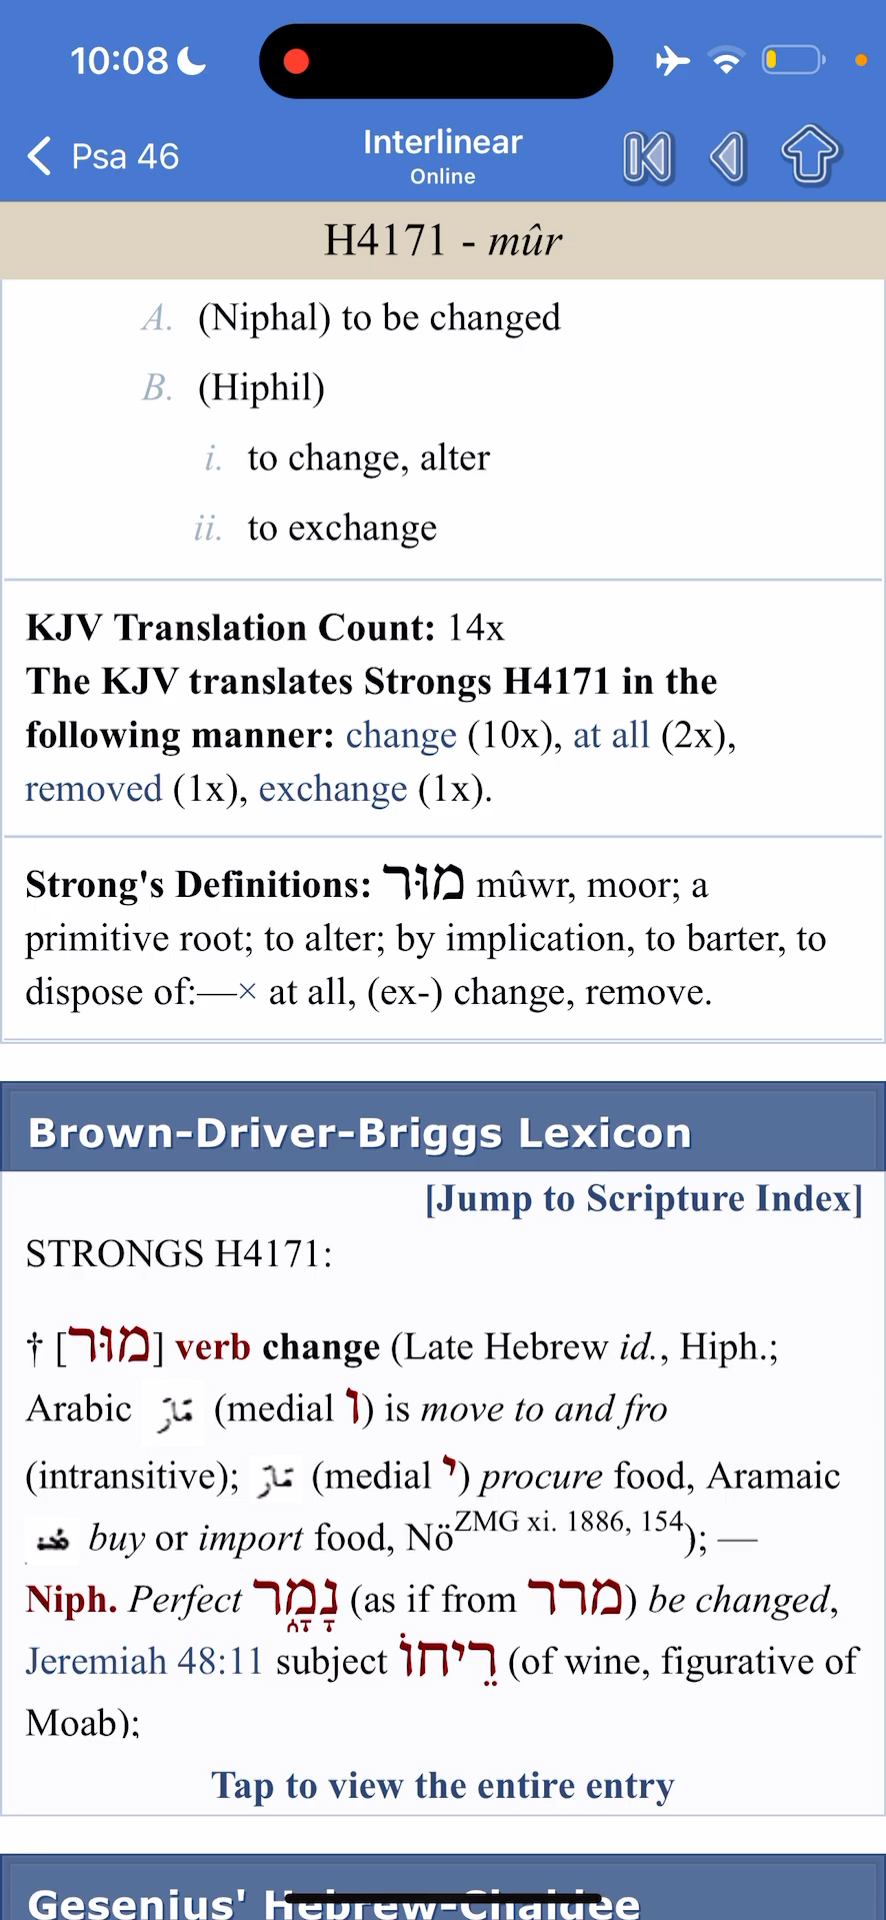 10:08
Psa 46
Interlinear
Online
H4171 - mûr
A. (Niphal) to be changed
B. (Hiphil)
i. to change, alter
ii. to exchange
KJV Translation Count: 14x
The KJV translates Strongs H4171 in the
following manner: change (10x), at all (2x),
removed (1x), exchange (1x).
Strong's Definitions: מוּר mûwr, moor; a
primitive root; to alter; by implication, to barter, to
dispose of:—× at all, (ex-) change, remove.
Brown-Driver-Briggs Lexicon
[Jump to Scripture Index]
STRONGS H4171:
† [מוּר] verb change (Late Hebrew id., Hiph.;
Arabic مَارَ (medial ו) is move to and fro
(intransitive); مَارَ (medial י) procure food, Aramaic
buy or import food, NöZMG xi. 1886, 154); —
Niph. Perfect נָמָ֑ר (as if from מרר) be changed,
Jeremiah 48:11 subject רֵיחוֺ (of wine, figurative of
Moab);
Tap to view the entire entry
Gesenius' Hebrew-Chaldee